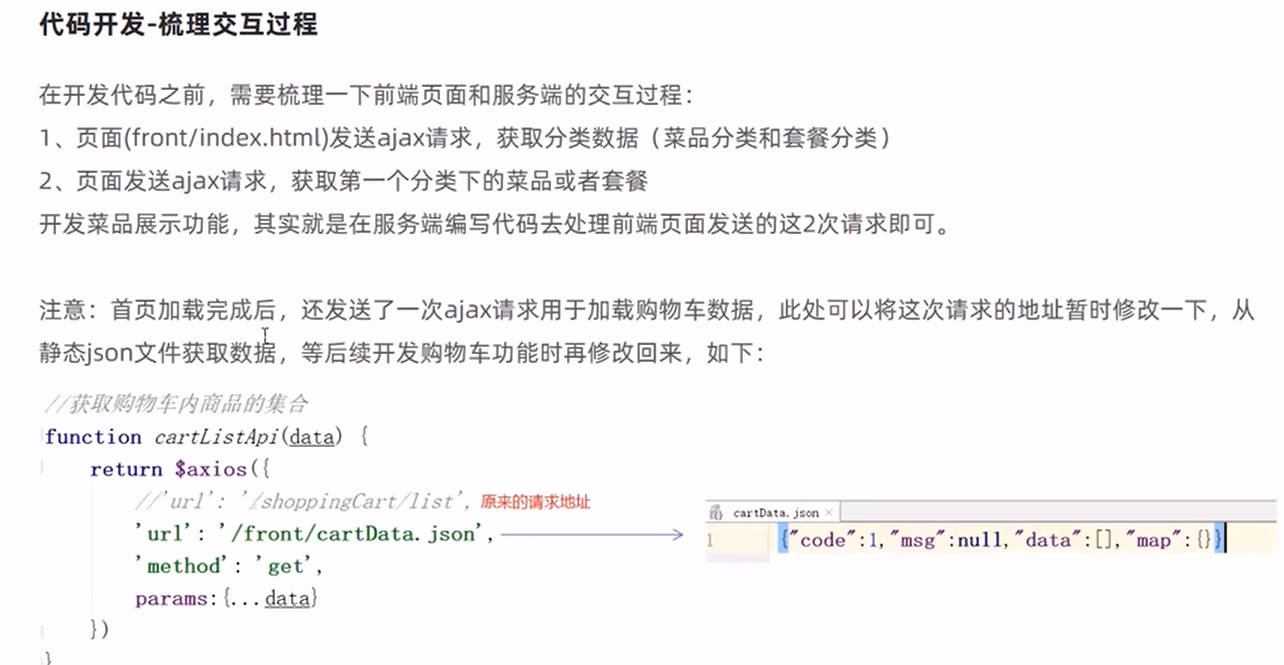 代码开发-梳理交互过程
在开发代码之前，需要梳理一下前端页面和服务端的交互过程：
1、页面(front/index.html)发送ajax请求，获取分类数据（菜品分类和套餐分类）
2、页面发送ajax请求，获取第一个分类下的菜品或者套餐
开发菜品展示功能，其实就是在服务端编写代码去处理前端页面发送的这2次请求即可。
注意：首页加载完成后，还发送了一次ajax请求用于加载购物车数据，此处可以将这次请求的地址暂时修改一下，从
静态json文件获取数据，等后续开发购物车功能时再修改回来，如下：
//获取购物车内商品的集合
function cartListApi(data) {
return $axios({
//'url': '/shoppingCart/list', 原来的请求地址
'url': '/front/cartData.json',
'method': 'get',
params:{...data}
})
}
cartData.json ×
1 {"code":1,"msg":null,"data":[],"map":{}}